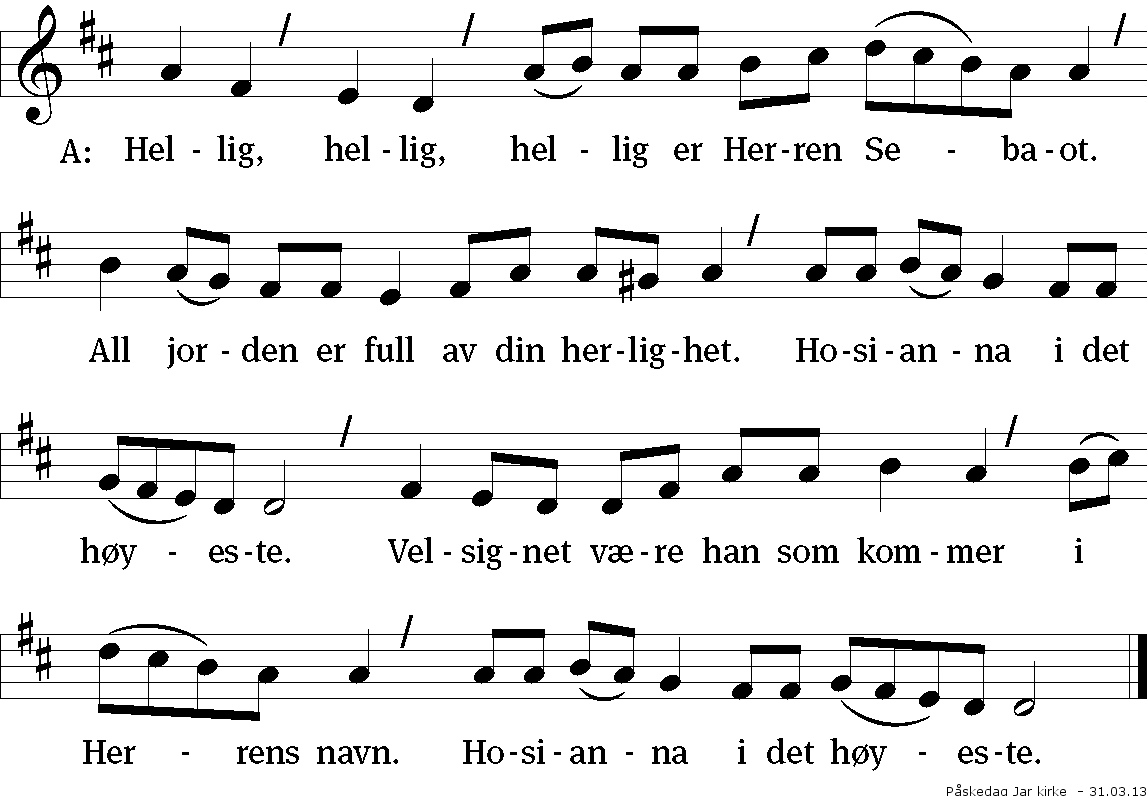 A: Hel - lig, hel - lig, hel - lig er Her-ren Se - ba-ot.
All jor - den er full av din her-lig-het. Ho-si-an - na i det
høy - es-te. Vel-sig-net væ-re han som kom-mer i
Her - rens navn. Ho-si-an - na i det høy - es-te.
Påskedag Jar kirke - 31.03.13